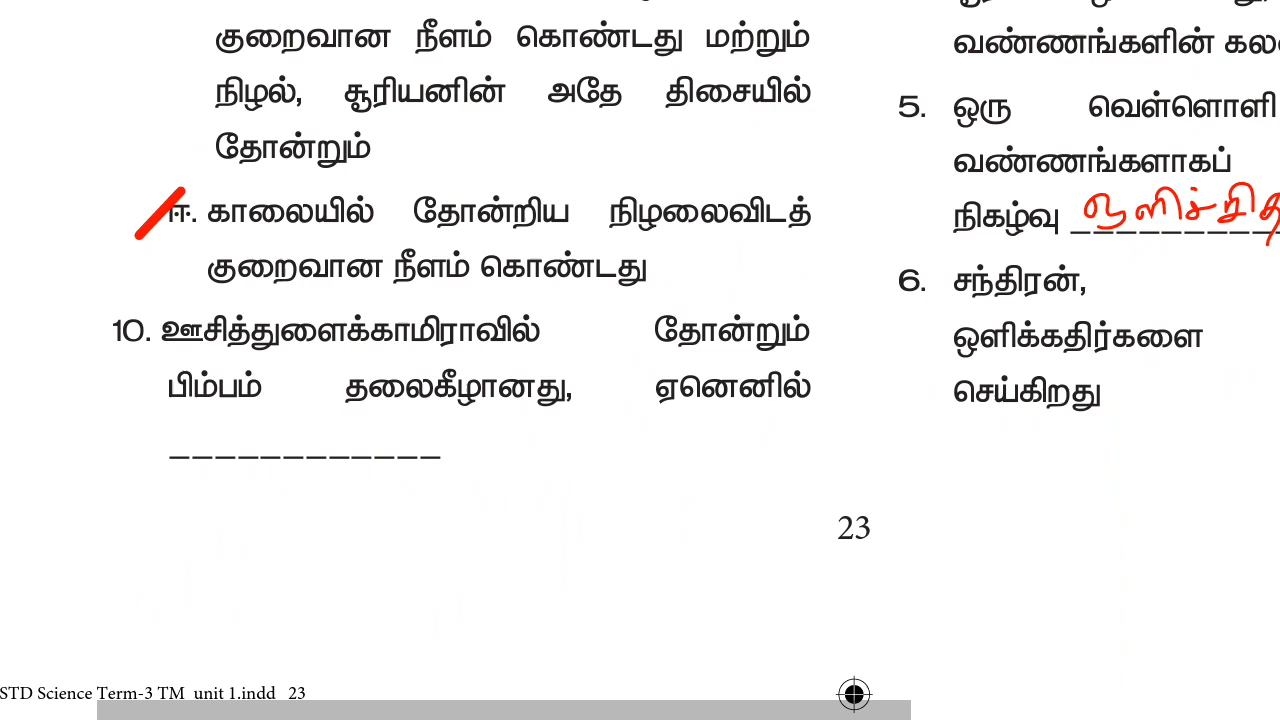 குறைவான நீளம் கொண்டது மற்றும்
நிழல், சூரியனின் அதே திசையில்
தோன்றும்
ஈ. காலையில் தோன்றிய நிழலைவிடத்
குறைவான நீளம் கொண்டது
10. ஊசித்துளைக்காமிராவில் தோன்றும்
பிம்பம் தலைகீழானது, ஏனெனில்
____________
வண்ணங்களின்
5. ஒரு வெள்ளொளி
வண்ணங்களாகப்
நிகழ்வு ஒளிச்சித
6. சந்திரன்,
ஒளிக்கதிர்களை
செய்கிறது
23
STD Science Term-3 TM unit 1.indd 23